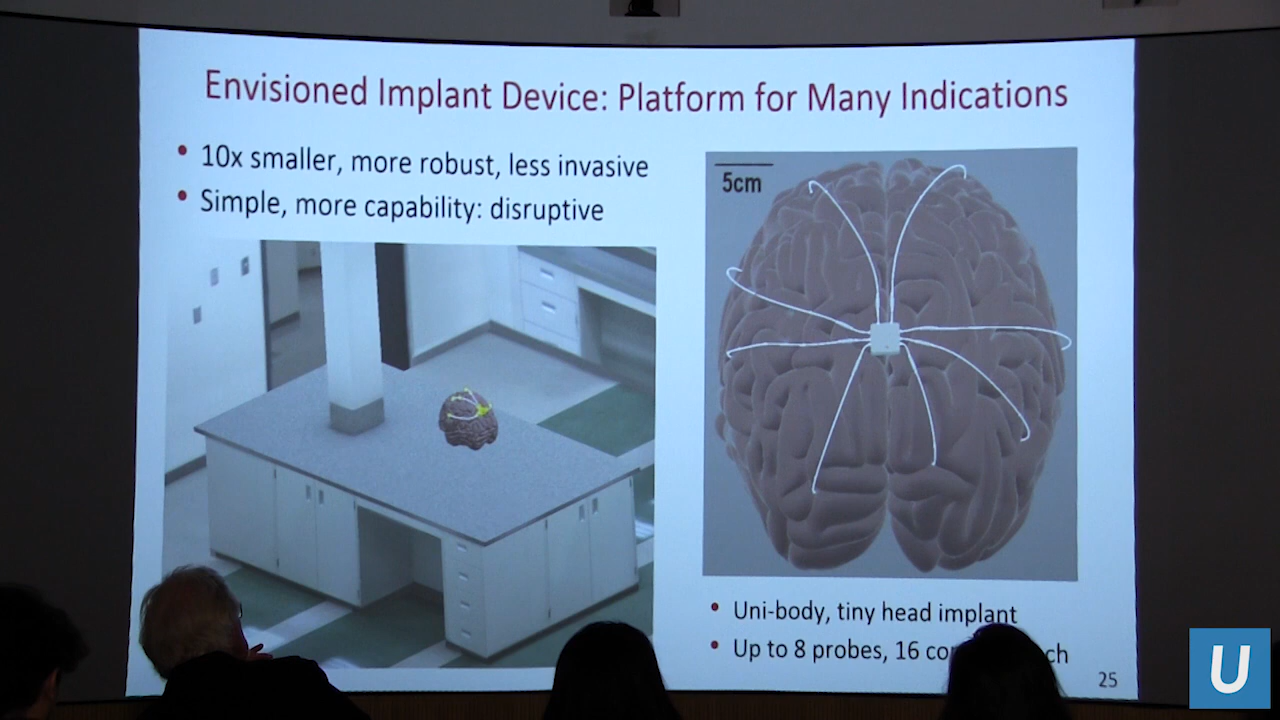 Envisioned Implant Device: Platform for Many Indications
• 10x smaller, more robust, less invasive
• Simple, more capability: disruptive
5cm
• Uni-body, tiny head implant
• Up to 8 probes, 16
25
U